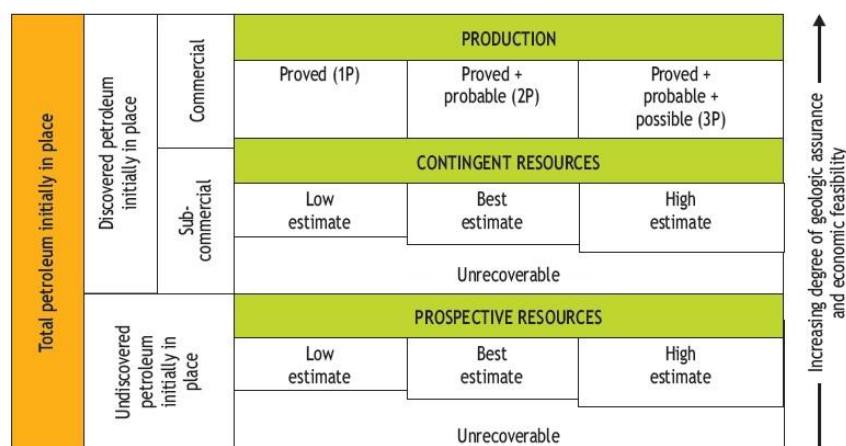 Total petroleum initially in place
Discovered petroleum
initially in place
Commercial
PRODUCTION
Proved (1P)
Proved +
probable (2P)
Proved +
probable +
possible (3P)
Sub-
commercial
CONTINGENT RESOURCES
Low
estimate
Best
estimate
High
estimate
Unrecoverable
Undiscovered
petroleum
initially in
place
PROSPECTIVE RESOURCES
Low
estimate
Best
estimate
High
estimate
Unrecoverable
Increasing degree of geologic assurance
and economic feasibility